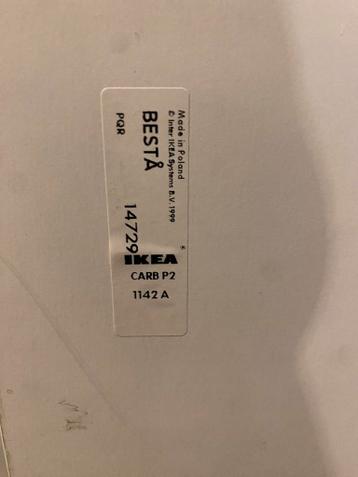 Made in Poland
© Inter IKEA Systems B.V. 1999
BESTÅ
PQR
14729
IKEA®
CARB P2
1142 A